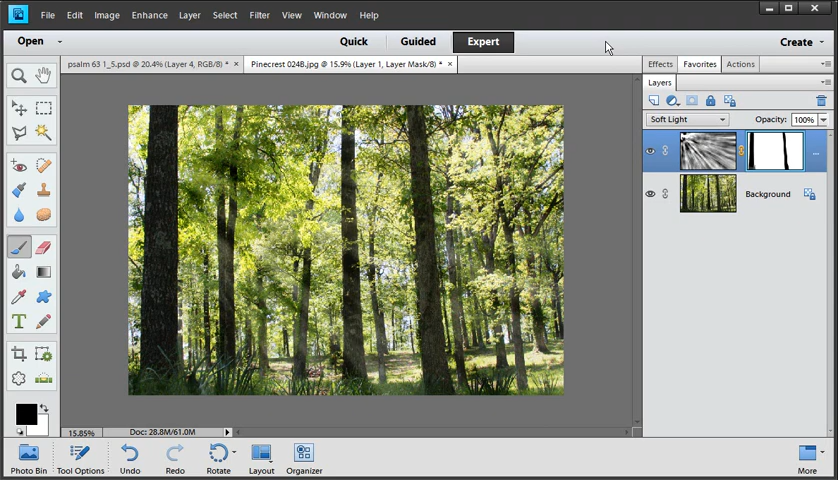 File Edit Image Enhance Layer Select Filter View Window Help
Open Quick Guided Expert Create
psalm 63 1_5.psd @ 20.4% (Layer 4, RGB/8) * × Pinecrest 024B.jpg @ 15.9% (Layer 1, Layer Mask/8) * × Effects Favorites Actions
Layers
Soft Light Opacity: 100%
...
Background
T
15.85% Doc: 28.8M/61.0M
Photo Bin Tool Options Undo Redo Rotate Layout Organizer More